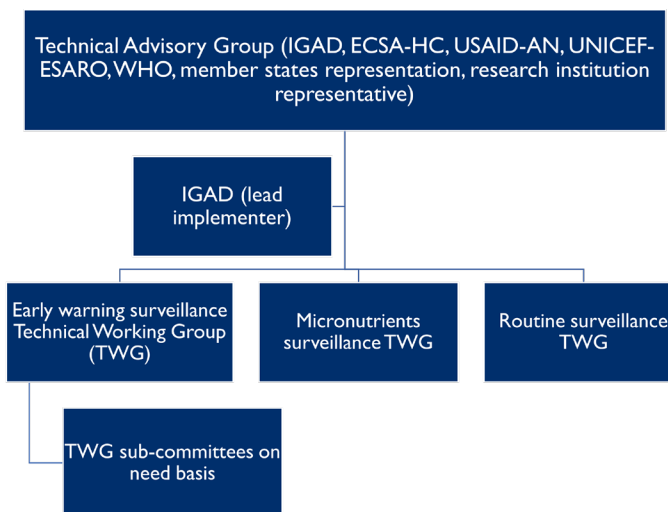 Technical Advisory Group (IGAD, ECSA-HC, USAID-AN, UNICEF-
ESARO, WHO, member states representation, research institution
representative)
IGAD (lead
implementer)
Early warning surveillance
Technical Working Group
(TWG)
Micronutrients
surveillance TWG
Routine surveillance
TWG
TWG sub-committees on
need basis